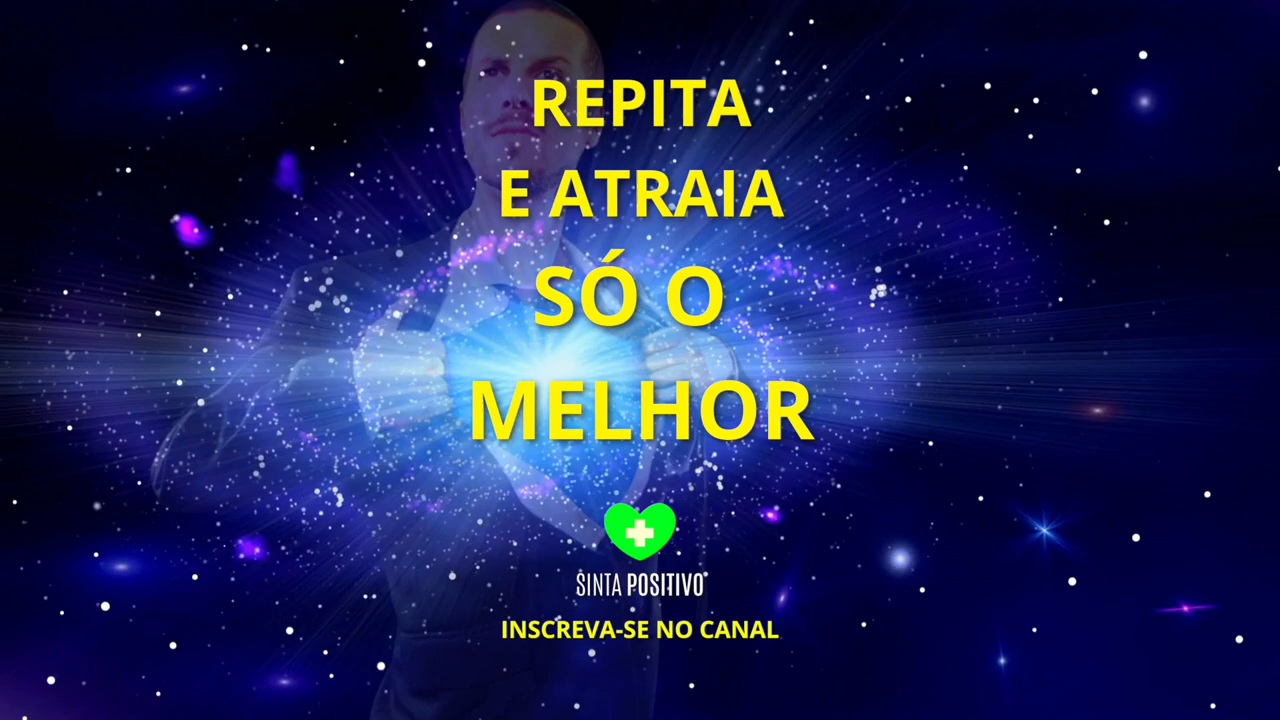 REPITA
E ATRAIA
SÓ O
MELHOR
SINTA POSITIVO
INSCREVA-SE NO CANAL